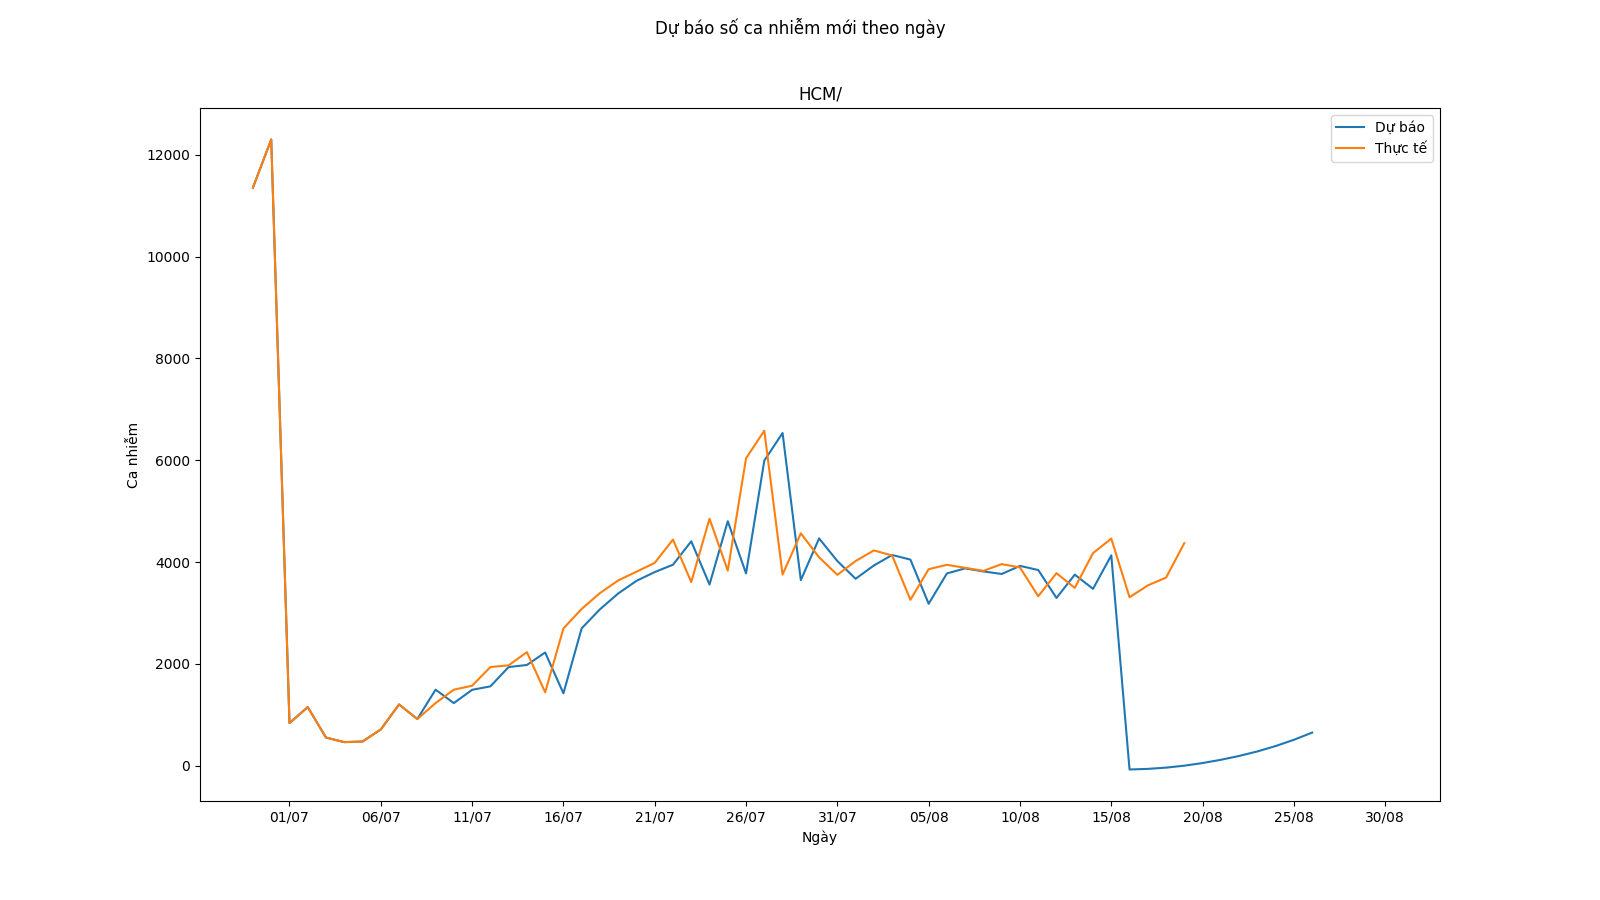 Dự báo số ca nhiễm mới theo ngày
HCM/
Dự báo
Thực tế
12000
10000
8000
6000
4000
2000
0
Ca nhiễm
01/07 06/07 11/07 16/07 21/07 26/07 31/07 05/08 10/08 15/08 20/08 25/08 30/08
Ngày